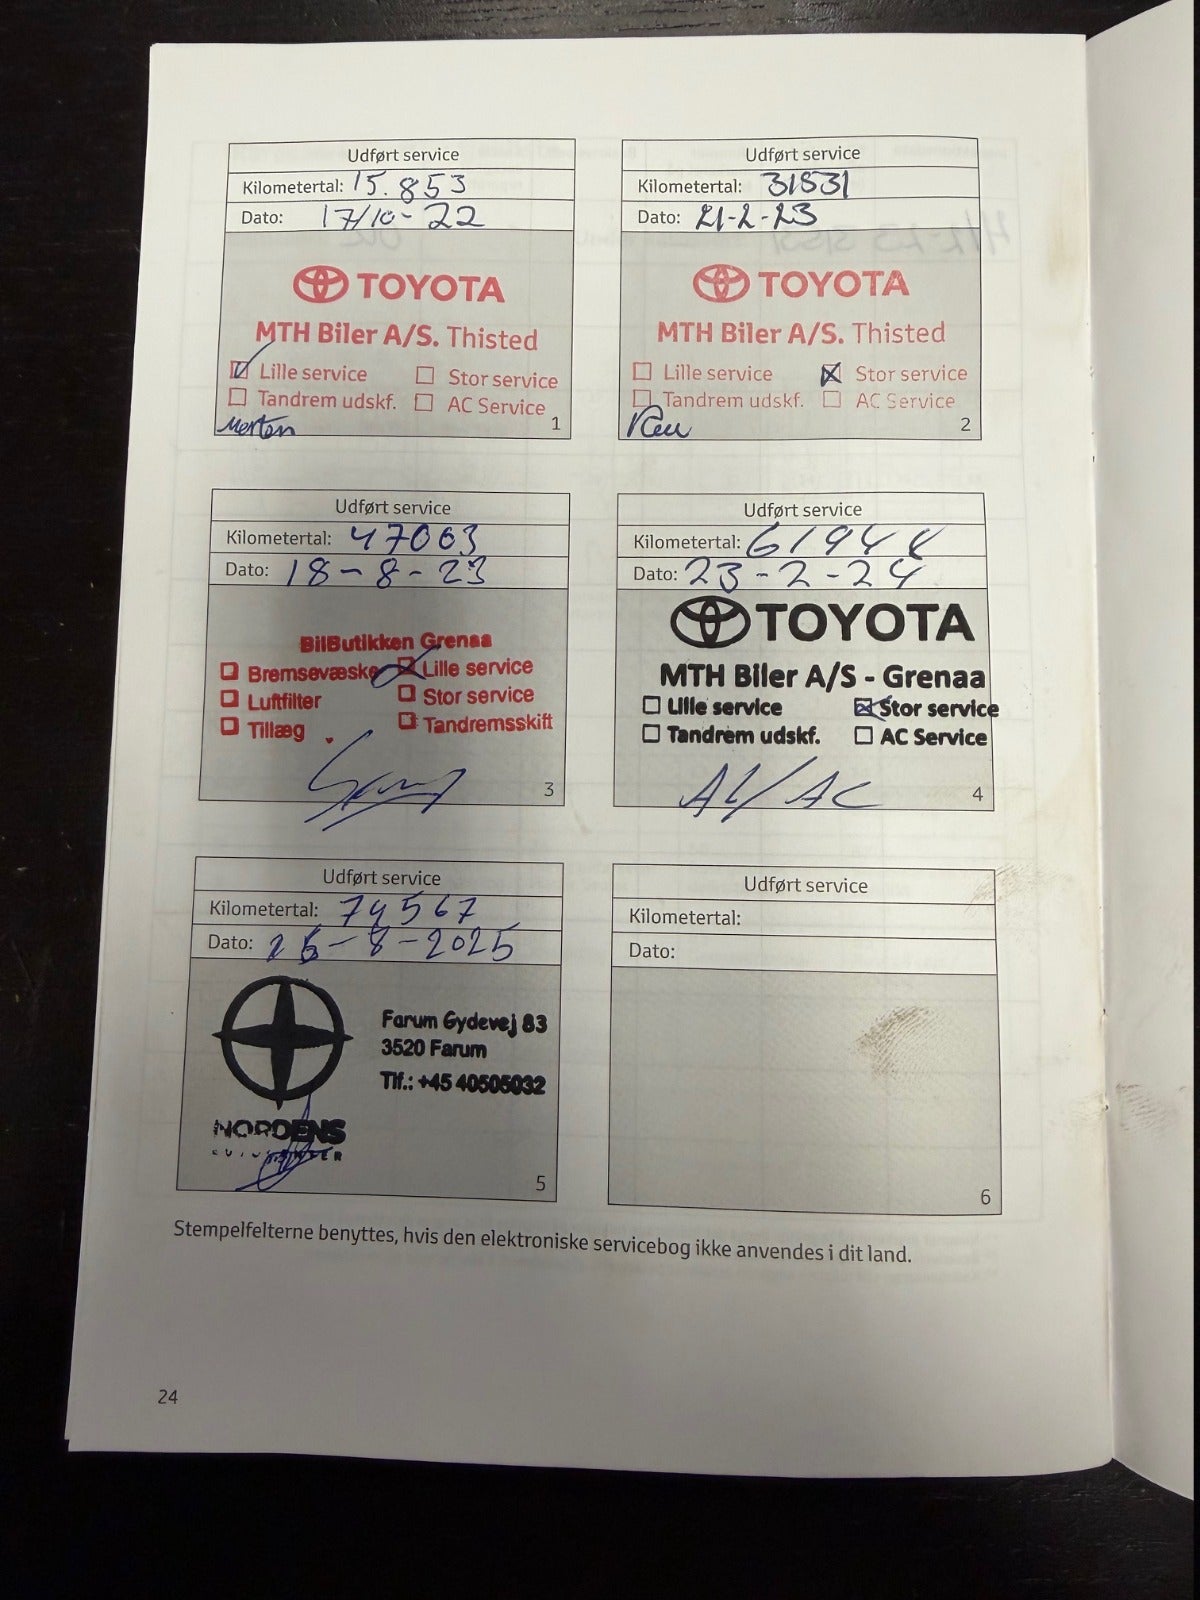 Udført service
Kilometertal: 15.853
Dato: 17/10-22
TOYOTA
MTH Biler A/S. Thisted
Lille service
Stor service
Tandrem udskf.
AC Service
Morten
1
Udført service
Kilometertal: 31531
Dato: 21-2-23
TOYOTA
MTH Biler A/S. Thisted
Lille service
Stor service
Tandrem udskf.
AC Service
2
Udført service
Kilometertal: 47063
Dato: 18-8-23
BilButikken Grenaa
Bremsevæske
Lille service
Luftfilter
Stor service
Tillæg
Tandremsskift
3
Udført service
Kilometertal: 61944
Dato: 23-2-24
TOYOTA
MTH Biler A/S - Grenaa
Lille service
Stor service
Tandrem udskf.
AC Service
4
Udført service
Kilometertal: 74567
Dato: 26-8-2025
Farum Gydevej 83
3520 Farum
Tlf.: +45 40505032
NORDENS
5
Udført service
Kilometertal:
Dato:
6
Stempelfelterne benyttes, hvis den elektroniske servicebog ikke anvendes i dit land.
24